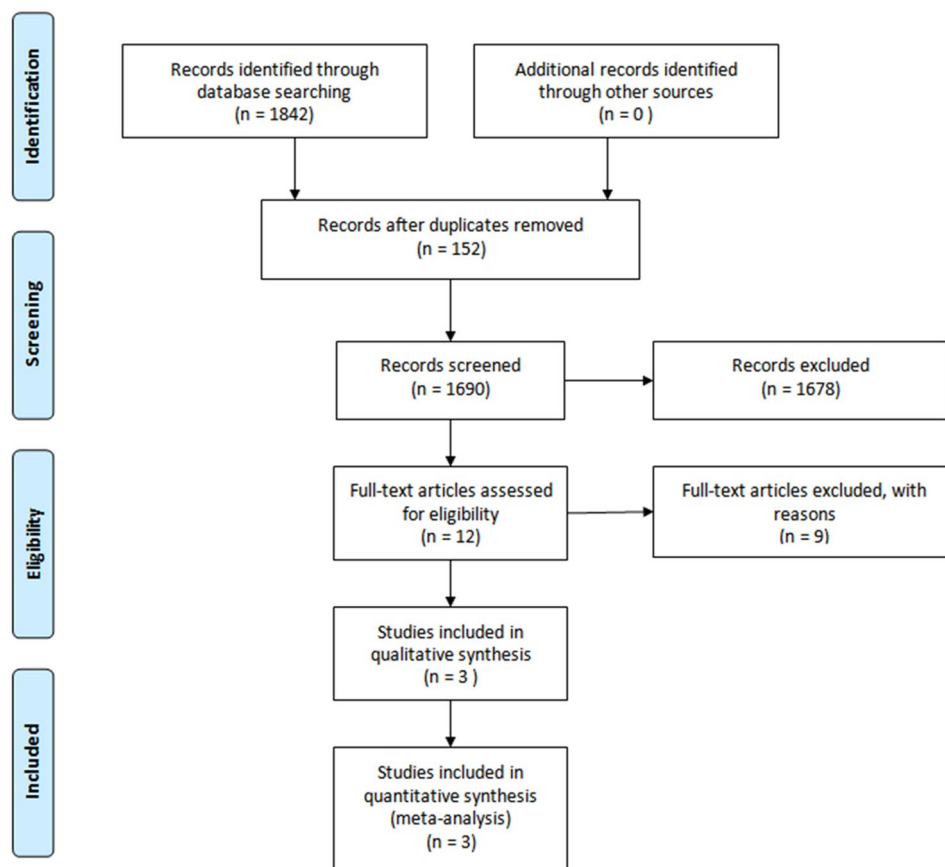 Identification
Records identified through
database searching
(n = 1842)
Additional records identified
through other sources
(n = 0 )
Records after duplicates removed
(n = 152)
Screening
Records screened
(n = 1690)
Records excluded
(n = 1678)
Eligibility
Full-text articles assessed
for eligibility
(n = 12)
Full-text articles excluded, with
reasons
(n = 9)
Studies included in
qualitative synthesis
(n = 3 )
Included
Studies included in
quantitative synthesis
(meta-analysis)
(n = 3)